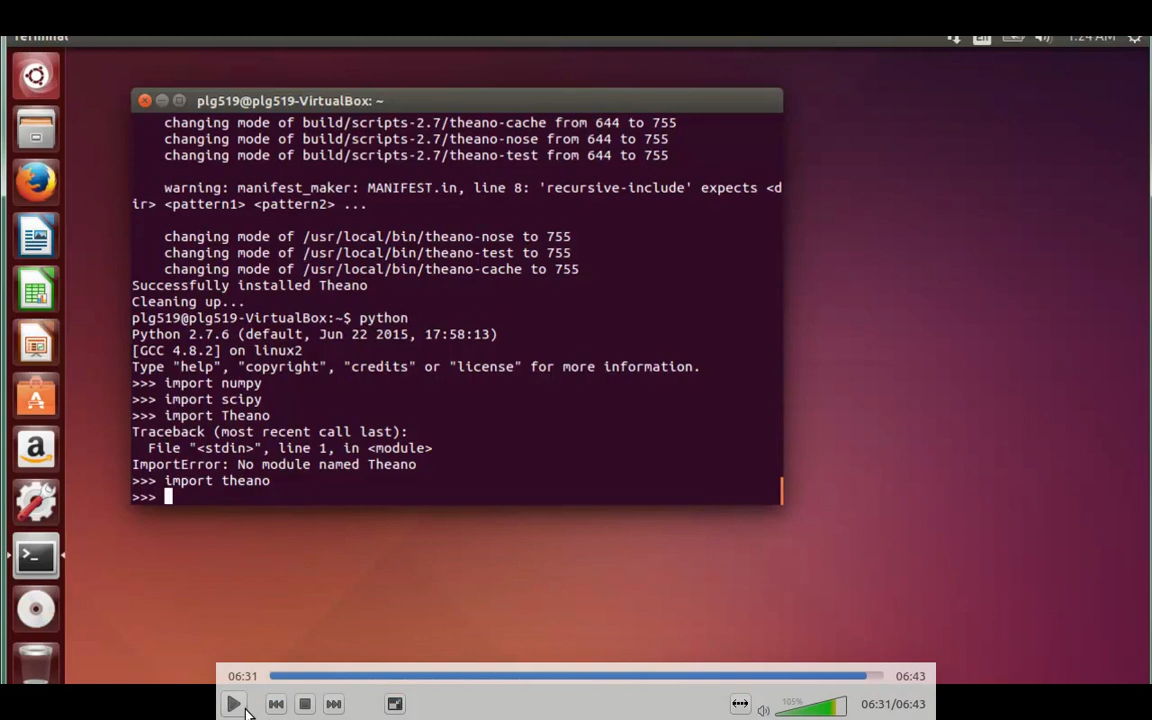 Terminal
1:24 AM
plg519@plg519-VirtualBox: ~
changing mode of build/scripts-2.7/theano-cache from 644 to 755
changing mode of build/scripts-2.7/theano-nose from 644 to 755
changing mode of build/scripts-2.7/theano-test from 644 to 755
warning: manifest_maker: MANIFEST.in, line 8: 'recursive-include' expects <d
ir> <pattern1> <pattern2> ...
changing mode of /usr/local/bin/theano-nose to 755
changing mode of /usr/local/bin/theano-test to 755
changing mode of /usr/local/bin/theano-cache to 755
Successfully installed Theano
Cleaning up...
plg519@plg519-VirtualBox:~$ python
Python 2.7.6 (default, Jun 22 2015, 17:58:13)
[GCC 4.8.2] on linux2
Type "help", "copyright", "credits" or "license" for more information.
>>> import numpy
>>> import scipy
>>> import Theano
Traceback (most recent call last):
File "<stdin>", line 1, in <module>
ImportError: No module named Theano
>>> import theano
>>>
06:31
06:43
105%
06:31/06:43